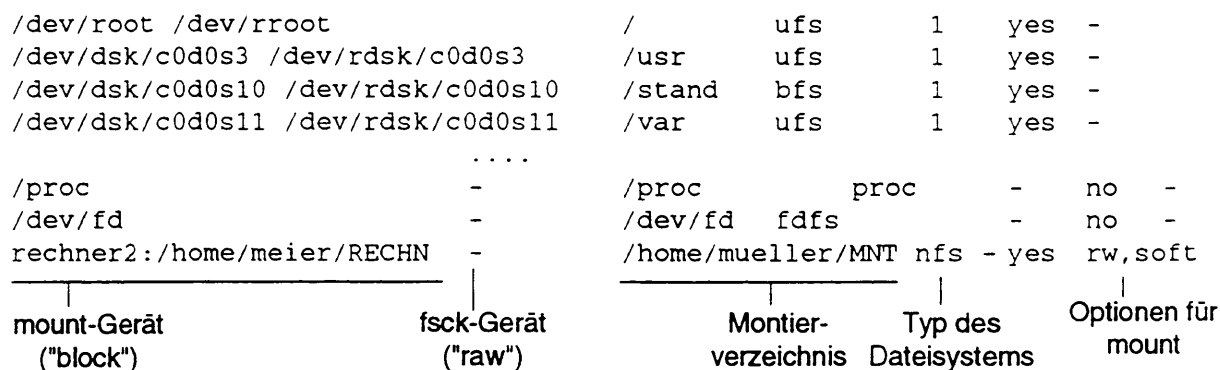 /dev/root /dev/rroot / ufs 1 yes -
/dev/dsk/c0d0s3 /dev/rdsk/c0d0s3 /usr ufs 1 yes -
/dev/dsk/c0d0s10 /dev/rdsk/c0d0s10 /stand bfs 1 yes -
/dev/dsk/c0d0s11 /dev/rdsk/c0d0s11 /var ufs 1 yes -
....
/proc - /proc proc - no -
/dev/fd - /dev/fd fdfs - no -
rechner2:/home/meier/RECHN - /home/mueller/MNT nfs - yes rw,soft
mount-Gerät fsck-Gerät Montier- Typ des Optionen für
("block") ("raw") verzeichnis Dateisystems mount